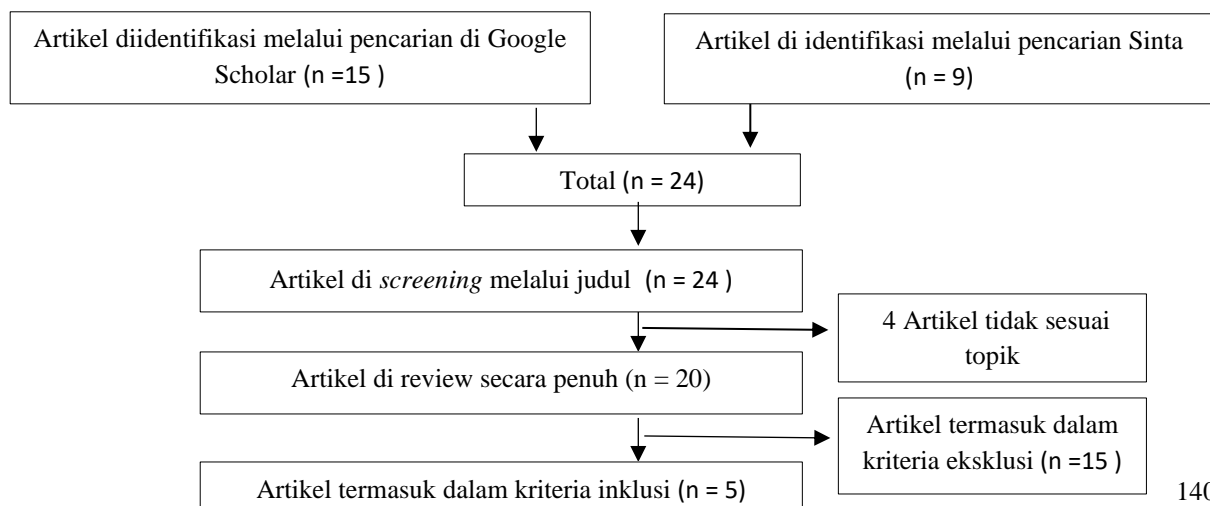 Artikel diidentifikasi melalui pencarian di Google
Scholar (n =15 )
Artikel di identifikasi melalui pencarian Sinta
(n = 9)
Total (n = 24)
Artikel di screening melalui judul (n = 24 )
4 Artikel tidak sesuai
topik
Artikel di review secara penuh (n = 20)
Artikel termasuk dalam
kriteria eksklusi (n =15 )
Artikel termasuk dalam kriteria inklusi (n = 5)
140